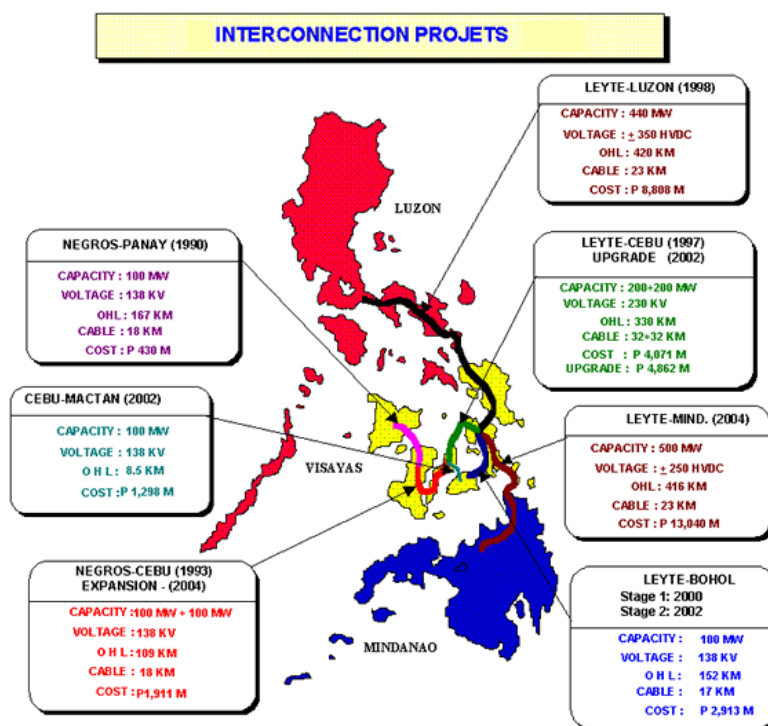 INTERCONNECTION PROJETS
LEYTE-LUZON (1998)
CAPACITY : 440 MW
VOLTAGE : ± 350 HVDC
OHL : 420 KM
CABLE : 23 KM
COST : P 8,808 M
LUZON
NEGROS-PANAY (1990)
CAPACITY : 100 MW
VOLTAGE : 138 KV
OHL : 167 KM
CABLE : 18 KM
COST: P 430 M
LEYTE-CEBU (1997)
UPGRADE (2002)
CAPACITY : 200+200 MW
VOLTAGE : 230 KV
OHL : 330 KM
CABLE : 32+32 KM
COST : P 4,071 M
UPGRADE : P 4,862 M
CEBU-MACTAN (2002)
CAPACITY : 100 MW
VOLTAGE : 138 KV
O H L : 8.5 KM
COST: P 1,298 M
VISAYAS
LEYTE-MIND. (2004)
CAPACITY : 500 MW
VOLTAGE : ± 250 HVDC
OHL : 416 KM
CABLE : 23 KM
COST : P 13,040 M
NEGROS-CEBU (1993)
EXPANSION - (2004)
CAPACITY :100 MW + 100 MW
VOLTAGE : 138 KV
O H L : 109 KM
CABLE : 18 KM
COST : P1,911 M
MINDANAO
LEYTE-BOHOL
Stage 1: 2000
Stage 2: 2002
CAPACITY : 100 MW
VOLTAGE : 138 KV
O H L : 152 KM
CABLE : 17 KM
COST : P 2,913 M